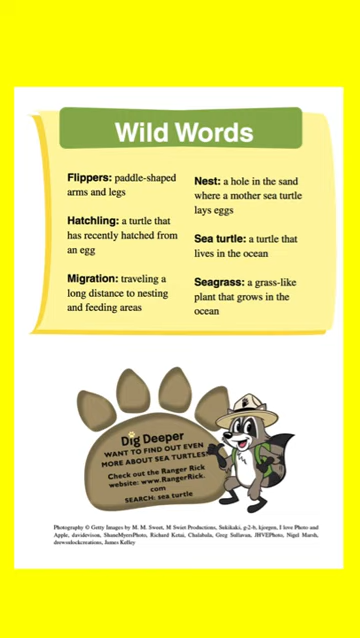 Wild Words
Flippers: paddle-shaped
arms and legs
Hatchling: a turtle that
has recently hatched from
an egg
Migration: traveling a
long distance to nesting
and feeding areas
Nest: a hole in the sand
where a mother sea turtle
lays eggs
Sea turtle: a turtle that
lives in the ocean
Seagrass: a grass-like
plant that grows in the
ocean
Dig Deeper
WANT TO FIND OUT EVEN
MORE ABOUT SEA TURTLES?
Check out the Ranger Rick
website: www.RangerRick.
com
SEARCH: sea turtle
Photography © Getty Images by M. M. Sweet, M Swiet Productions, Sukikaki, g-2-b, kjorgen, I love Photo and
Apple, davidevison, ShaneMyersPhoto, Richard Kotai, Chalabala, Greg Sullavan, JHVEPhoto, Nigel Marsh,
drewsulockcreations, James Kelley